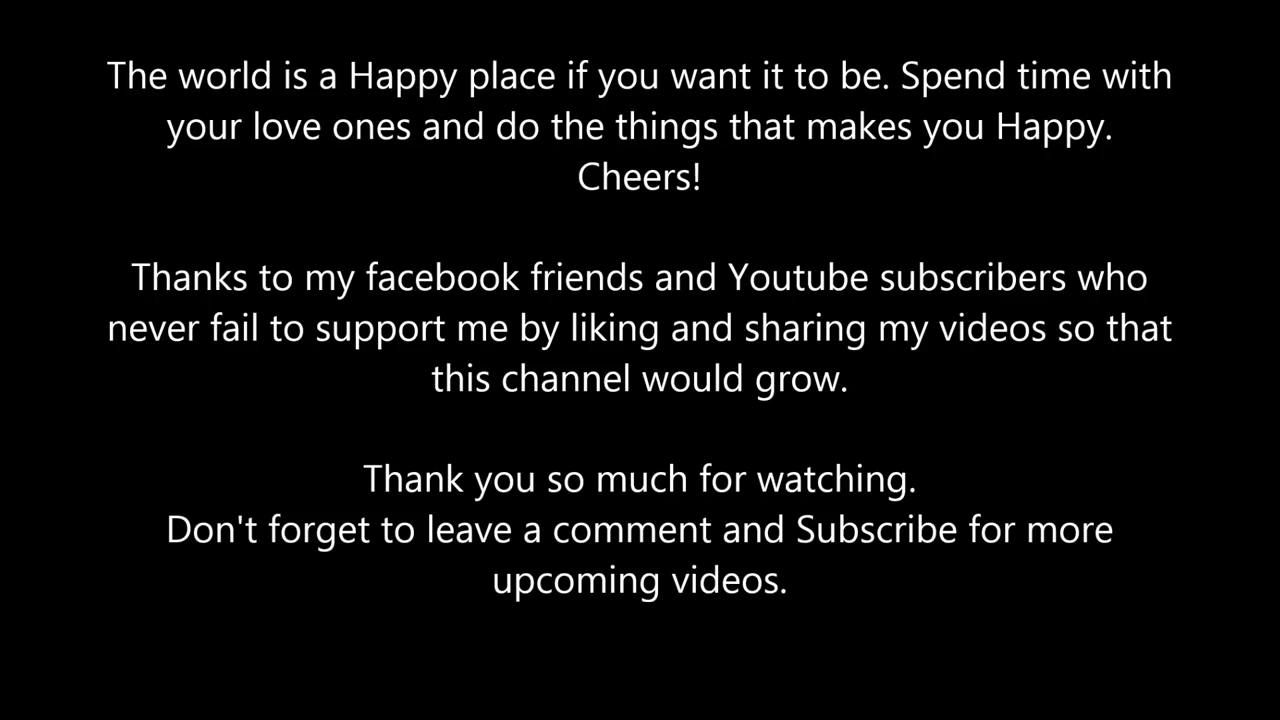 The world is a Happy place if you want it to be. Spend time with
your love ones and do the things that makes you Happy.
Cheers!
Thanks to my facebook friends and Youtube subscribers who
never fail to support me by liking and sharing my videos so that
this channel would grow.
Thank you so much for watching.
Don't forget to leave a comment and Subscribe for more
upcoming videos.